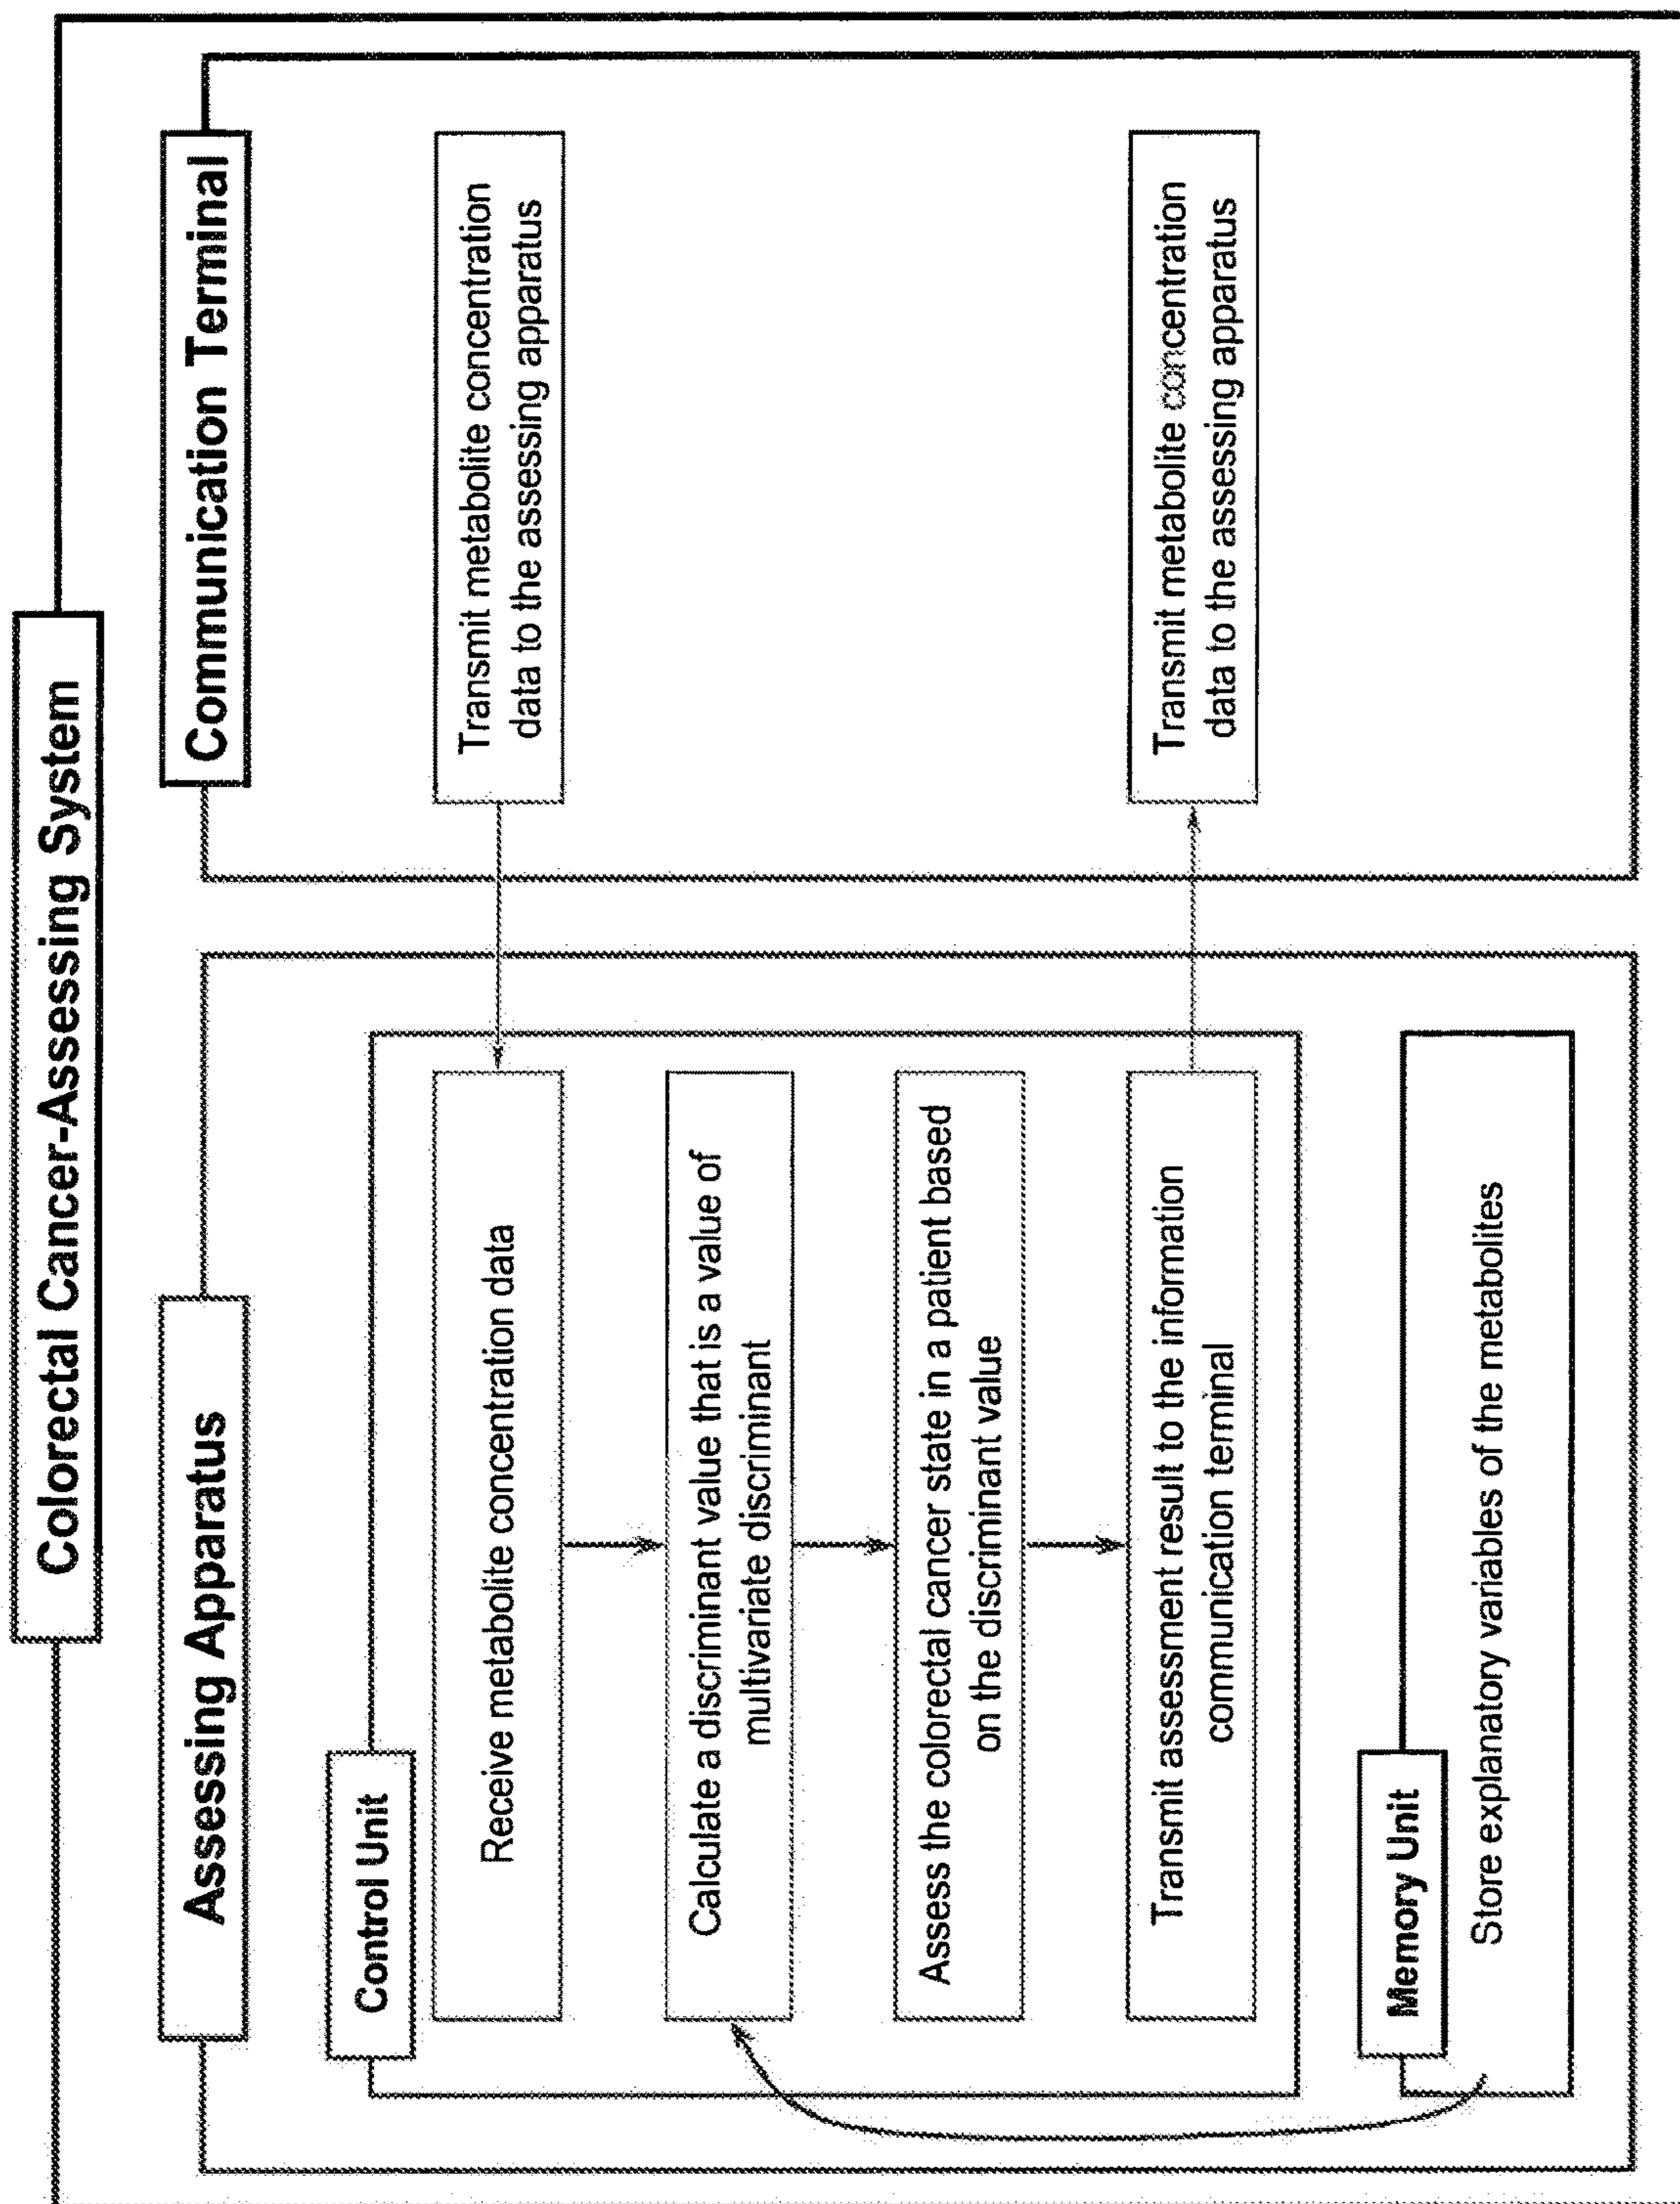 Colorectal Cancer-Assessing System
Assessing Apparatus
Control Unit
Receive metabolite concentration data
Calculate a discriminant value that is a value of
multivariate discriminant
Assess the colorectal cancer state in a patient based
on the discriminant value
Transmit assessment result to the information
communication terminal
Memory Unit
Store explanatory variables of the metabolites
Communication Terminal
Transmit metabolite concentration
data to the assessing apparatus
Transmit metabolite concentration
data to the assessing apparatus